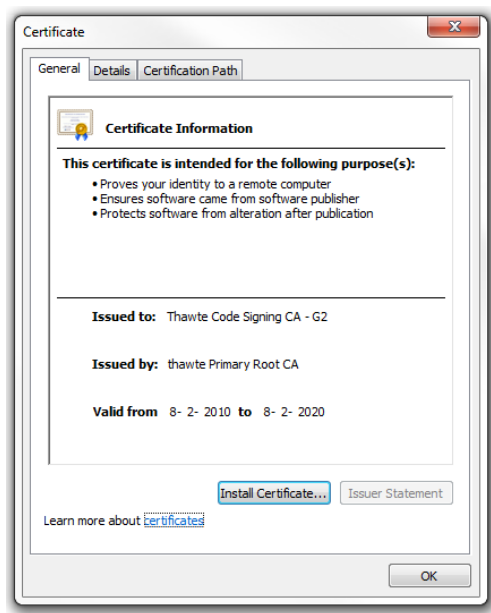 Certificate
General Details Certification Path
Certificate Information
This certificate is intended for the following purpose(s):
• Proves your identity to a remote computer
• Ensures software came from software publisher
• Protects software from alteration after publication
Issued to: Thawte Code Signing CA - G2
Issued by: thawte Primary Root CA
Valid from 8- 2- 2010 to 8- 2- 2020
Install Certificate... Issuer Statement
Learn more about certificates
OK